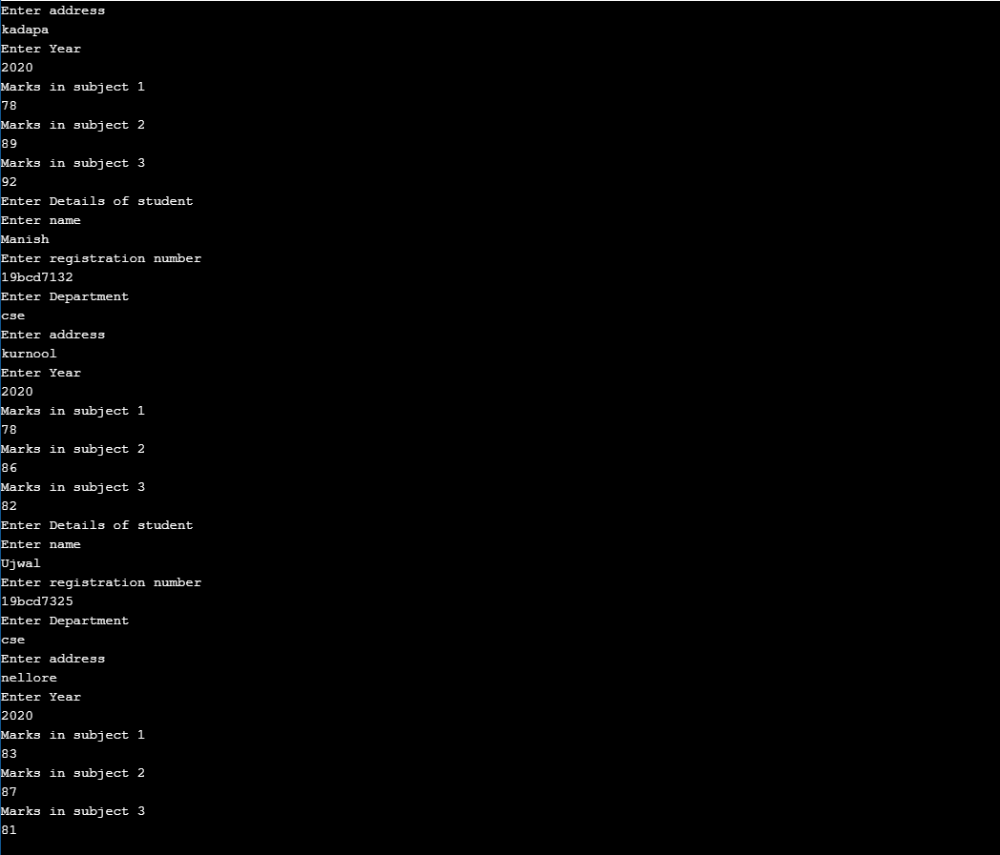 Enter address
kadapa
Enter Year
2020
Marks in subject 1
78
Marks in subject 2
89
Marks in subject 3
92
Enter Details of student
Enter name
Manish
Enter registration number
19bcd7132
Enter Department
cse
Enter address
kurnool
Enter Year
2020
Marks in subject 1
78
Marks in subject 2
86
Marks in subject 3
82
Enter Details of student
Enter name
Ujwal
Enter registration number
19bcd7325
Enter Department
cse
Enter address
nellore
Enter Year
2020
Marks in subject 1
83
Marks in subject 2
87
Marks in subject 3
81